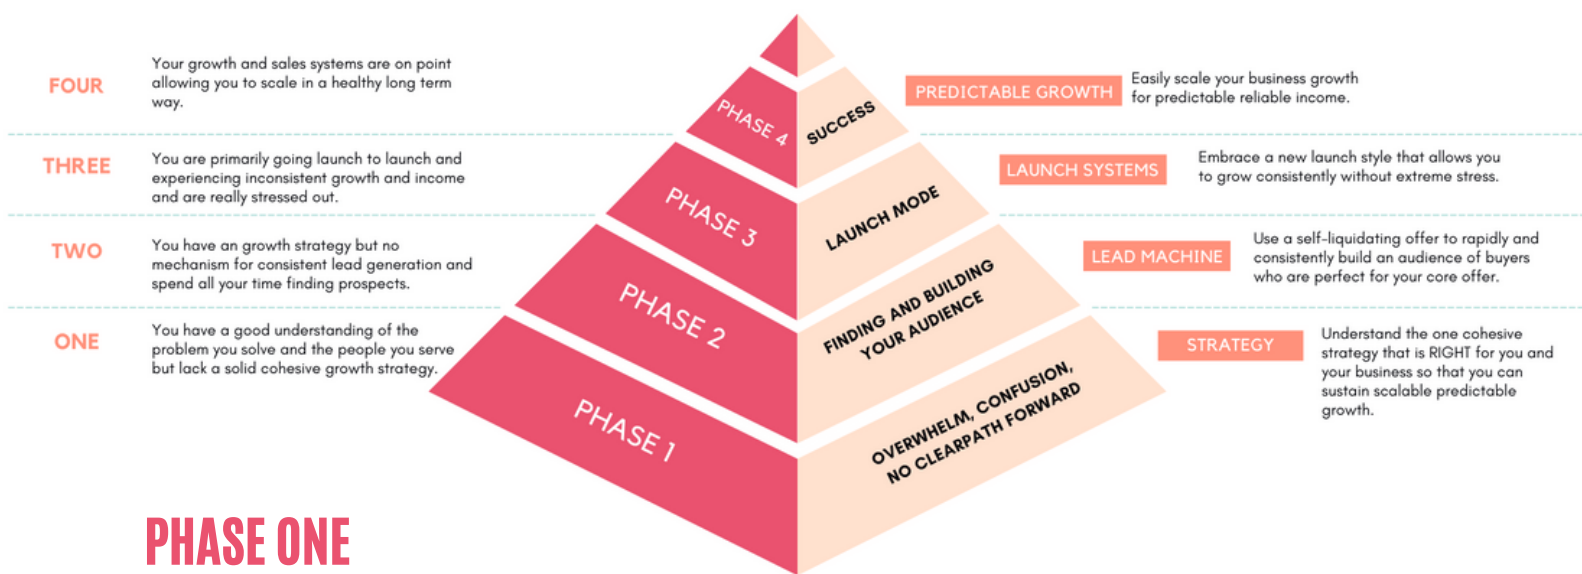 FOUR
Your growth and sales systems are on point
allowing you to scale in a healthy long term
way.
PHASE 4
SUCCESS
PREDICTABLE GROWTH
Easily scale your business growth
for predictable reliable income.
THREE
You are primarily going launch to launch and
experiencing inconsistent growth and income
and are really stressed out.
PHASE 3
LAUNCH MODE
LAUNCH SYSTEMS
Embrace a new launch style that allows you
to grow consistently without extreme stress.
TWO
You have an growth strategy but no
mechanism for consistent lead generation and
spend all your time finding prospects.
PHASE 2
FINDING AND BUILDING
YOUR AUDIENCE
LEAD MACHINE
Use a self-liquidating offer to rapidly and
consistently build an audience of buyers
who are perfect for your core offer.
ONE
You have a good understanding of the
problem you solve and the people you serve
but lack a solid cohesive growth strategy.
PHASE 1
OVERWHELM, CONFUSION,
NO CLEARPATH FORWARD
STRATEGY
Understand the one cohesive
strategy that is RIGHT for you and
your business so that you can
sustain scalable predictable
growth.
PHASE ONE